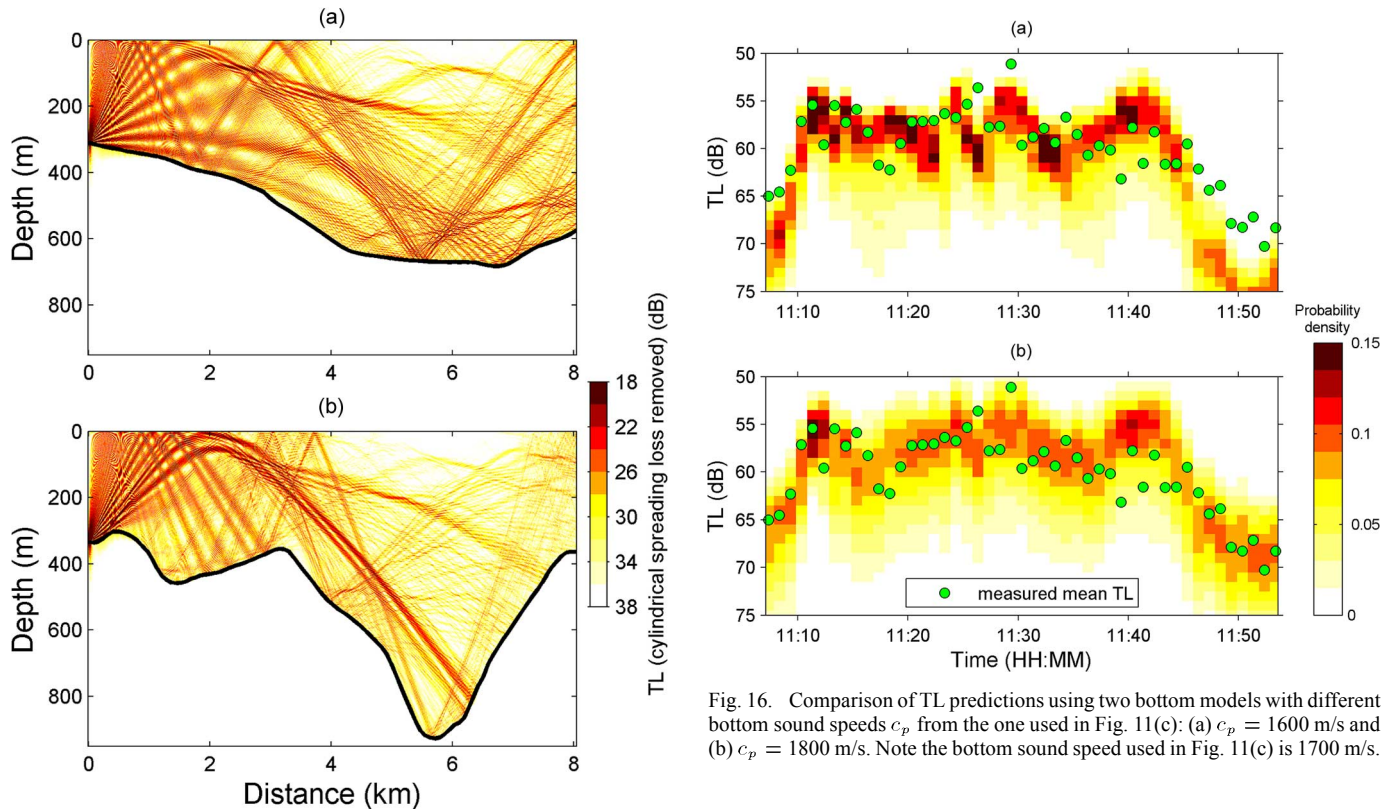 (a)
0
200
400
600
800
Depth (m)
0 2 4 6 8
(b)
0
200
400
600
800
Depth (m)
0 2 4 6 8
Distance (km)
TL (cylindrical spreading loss removed) (dB)
18
22
26
30
34
38
(a)
50
55
60
65
70
75
TL (dB)
11:10 11:20 11:30 11:40 11:50
(b)
50
55
60
65
70
75
TL (dB)
measured mean TL
11:10 11:20 11:30 11:40 11:50
Time (HH:MM)
Probability
density
0.15
0.1
0.05
0
Fig. 16. Comparison of TL predictions using two bottom models with different
bottom sound speeds c_p from the one used in Fig. 11(c): (a) c_p = 1600 m/s and
(b) c_p = 1800 m/s. Note the bottom sound speed used in Fig. 11(c) is 1700 m/s.